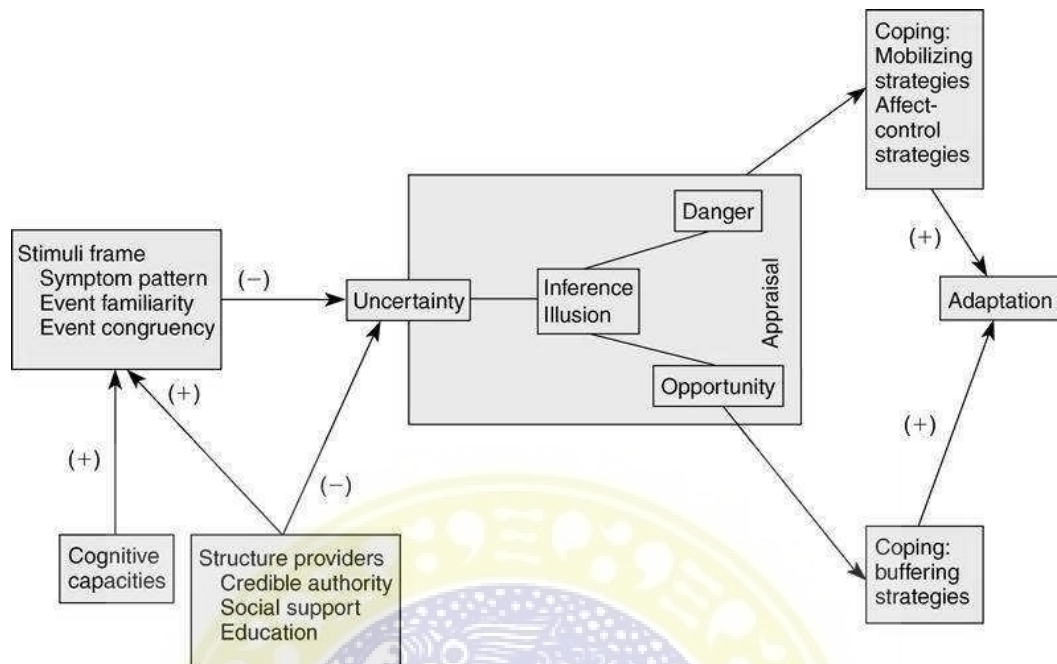 Stimuli frame
Symptom pattern
Event familiarity
Event congruency
(−)
(+)
(+)
Cognitive
capacities
Structure providers
Credible authority
Social support
Education
(−)
Uncertainty
Inference
Illusion
Danger
Opportunity
Appraisal
Coping:
Mobilizing
strategies
Affect-
control
strategies
(+)
Adaptation
(+)
Coping:
buffering
strategies